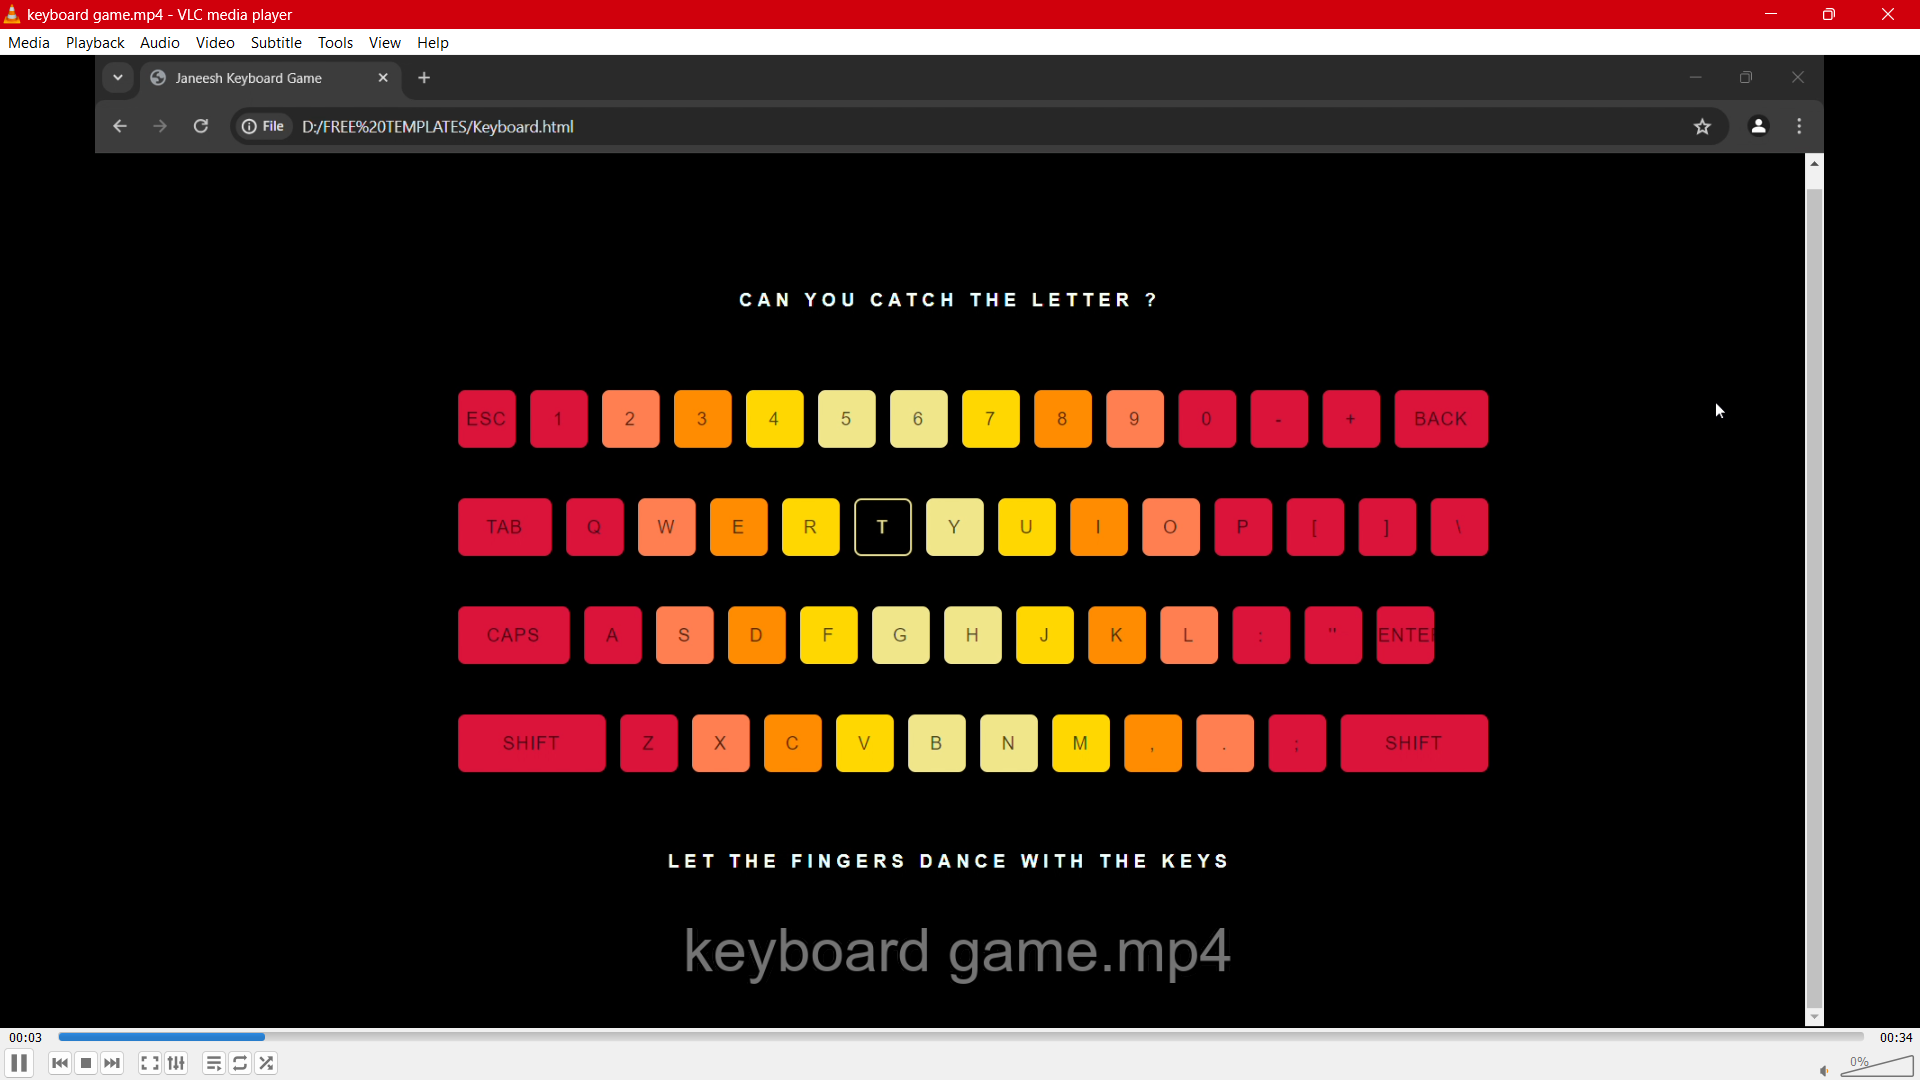 keyboard game.mp4 - VLC media player
Media Playback Audio Video Subtitle Tools View Help
Janeesh Keyboard Game
File D:/FREE%20TEMPLATES/Keyboard.html
CAN YOU CATCH THE LETTER ?
ESC 1 2 3 4 5 6 7 8 9 0 - + BACK
TAB Q W E R T Y U I O P [ ] \
CAPS A S D F G H J K L : " ENTER
SHIFT Z X C V B N M , . ; SHIFT
LET THE FINGERS DANCE WITH THE KEYS
keyboard game.mp4
00:03 00:34
0%